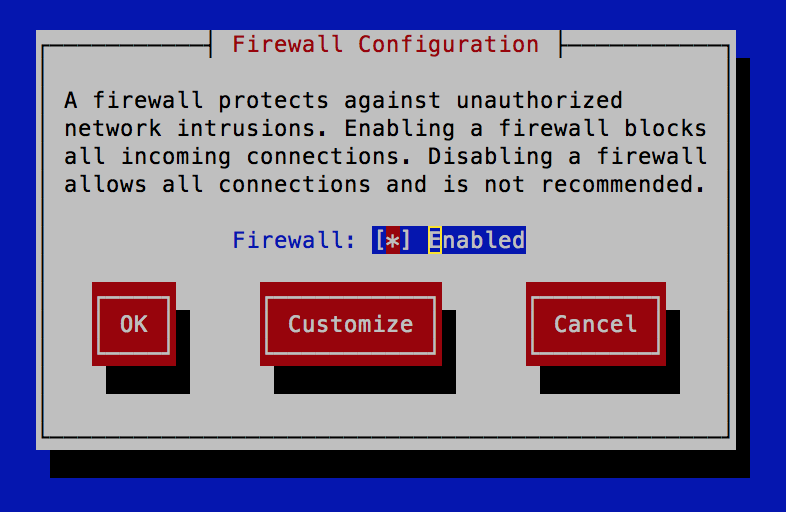 Firewall Configuration
A firewall protects against unauthorized
network intrusions. Enabling a firewall blocks
all incoming connections. Disabling a firewall
allows all connections and is not recommended.
Firewall: [*] Enabled
OK Customize Cancel